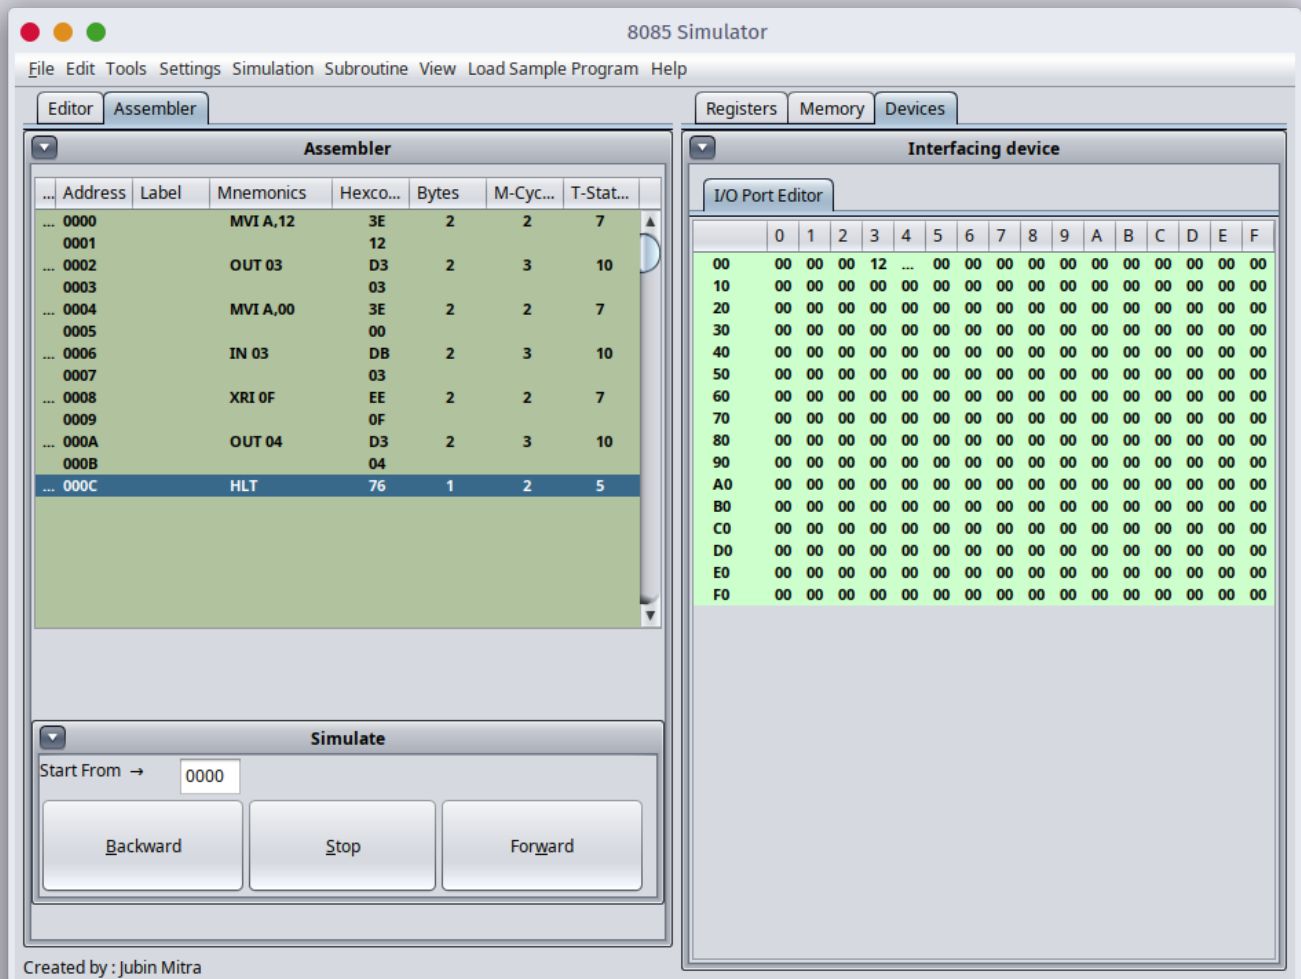 8085 Simulator
File Edit Tools Settings Simulation Subroutine View Load Sample Program Help
Editor Assembler
Assembler
... Address Label Mnemonics Hexco... Bytes M-Cyc... T-Stat...
... 0000 MVI A,12 3E 2 2 7
0001 12
... 0002 OUT 03 D3 2 3 10
0003 03
... 0004 MVI A,00 3E 2 2 7
0005 00
... 0006 IN 03 DB 2 3 10
0007 03
... 0008 XRI 0F EE 2 2 7
0009 0F
... 000A OUT 04 D3 2 3 10
000B 04
... 000C HLT 76 1 2 5
Simulate
Start From → 0000
Backward Stop Forward
Registers Memory Devices
Interfacing device
I/O Port Editor
0 1 2 3 4 5 6 7 8 9 A B C D E F
00 00 00 00 12 ... 00 00 00 00 00 00 00 00 00 00 00
10 00 00 00 00 00 00 00 00 00 00 00 00 00 00 00 00
20 00 00 00 00 00 00 00 00 00 00 00 00 00 00 00 00
30 00 00 00 00 00 00 00 00 00 00 00 00 00 00 00 00
40 00 00 00 00 00 00 00 00 00 00 00 00 00 00 00 00
50 00 00 00 00 00 00 00 00 00 00 00 00 00 00 00 00
60 00 00 00 00 00 00 00 00 00 00 00 00 00 00 00 00
70 00 00 00 00 00 00 00 00 00 00 00 00 00 00 00 00
80 00 00 00 00 00 00 00 00 00 00 00 00 00 00 00 00
90 00 00 00 00 00 00 00 00 00 00 00 00 00 00 00 00
A0 00 00 00 00 00 00 00 00 00 00 00 00 00 00 00 00
B0 00 00 00 00 00 00 00 00 00 00 00 00 00 00 00 00
C0 00 00 00 00 00 00 00 00 00 00 00 00 00 00 00 00
D0 00 00 00 00 00 00 00 00 00 00 00 00 00 00 00 00
E0 00 00 00 00 00 00 00 00 00 00 00 00 00 00 00 00
F0 00 00 00 00 00 00 00 00 00 00 00 00 00 00 00 00
Created by : Jubin Mitra